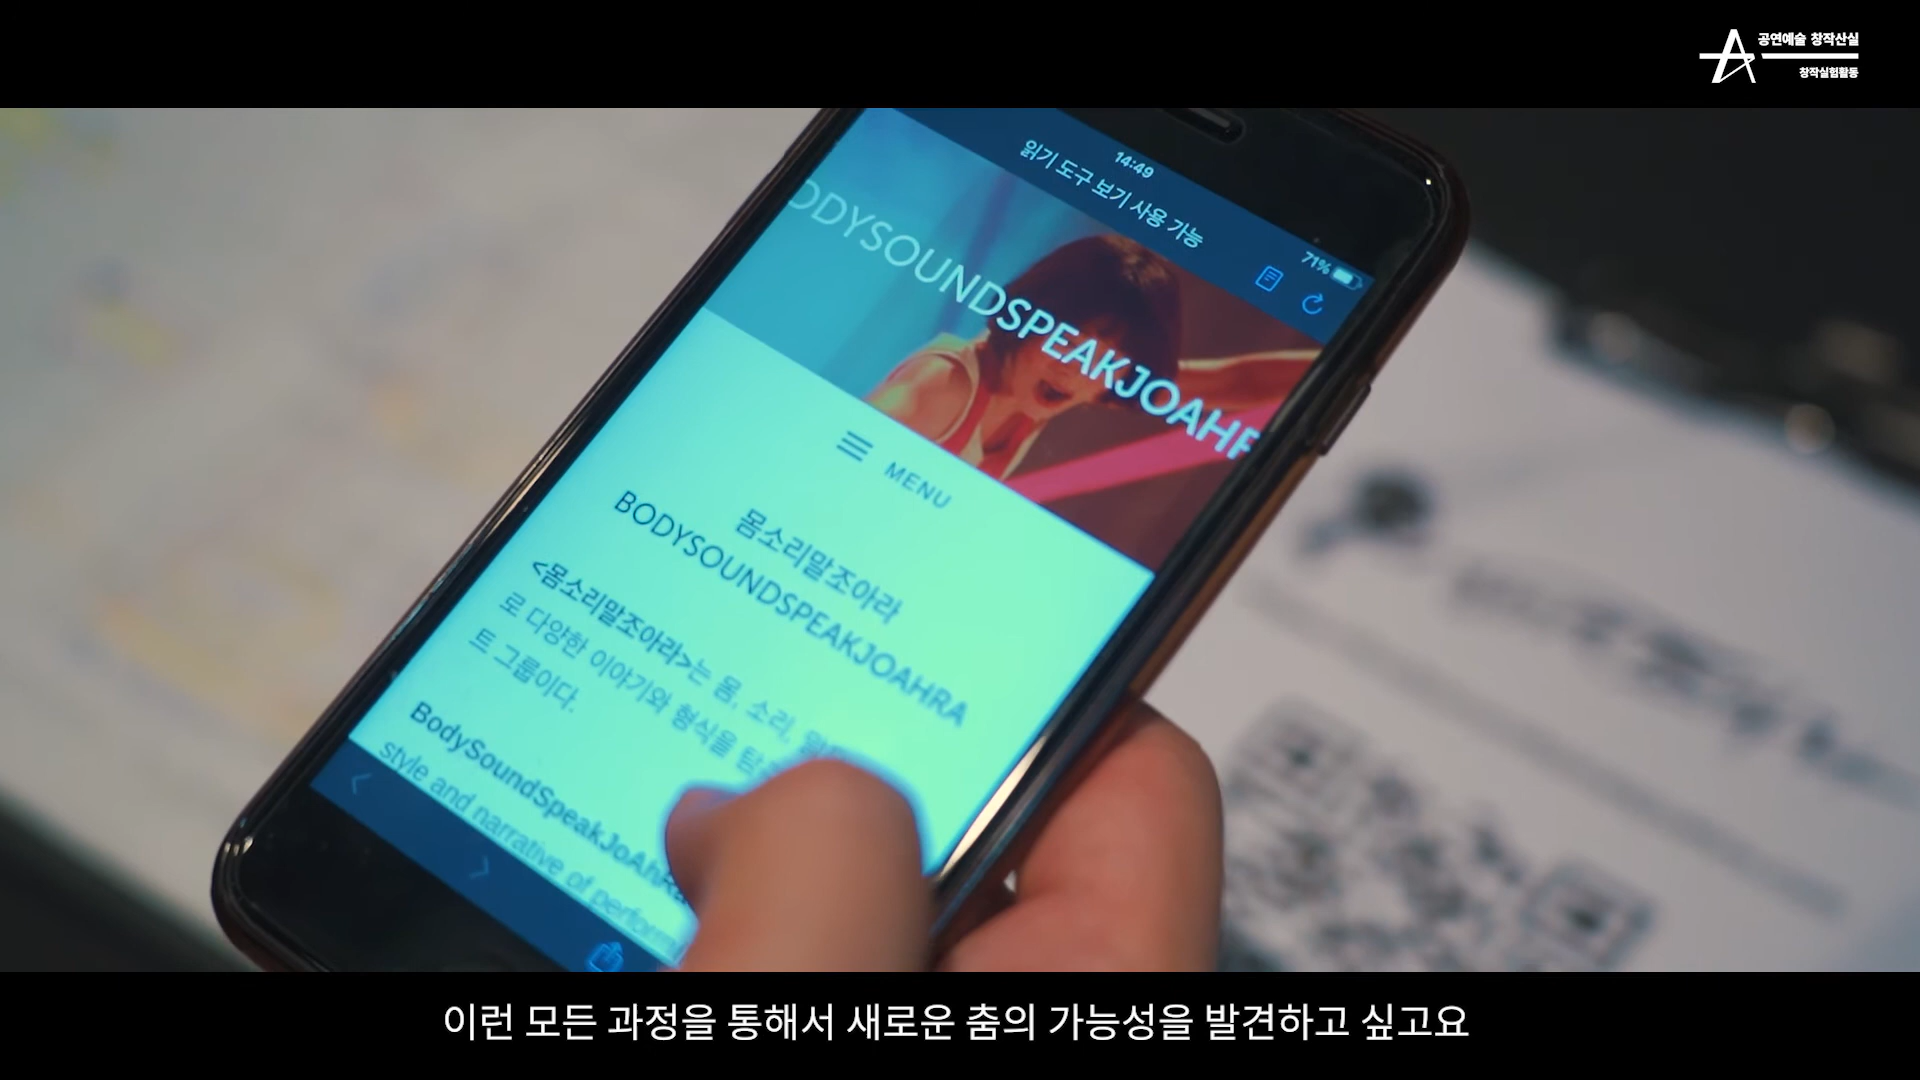 공연예술 창작산실
창작실험활동
14:49
읽기 도구 보기 사용 가능
71%
ODYSOUNDSPEAKJOAHR
MENU
몸소리말조아라
BODYSOUNDSPEAKJOAHRA
<몸소리말조아라>는 몸, 소리,
로 다양한 이야기와 형식을
트 그룹이다.
BodySoundSpeakJoAhRa
style and narrative of
이런 모든 과정을 통해서 새로운 춤의 가능성을 발견하고 싶고요